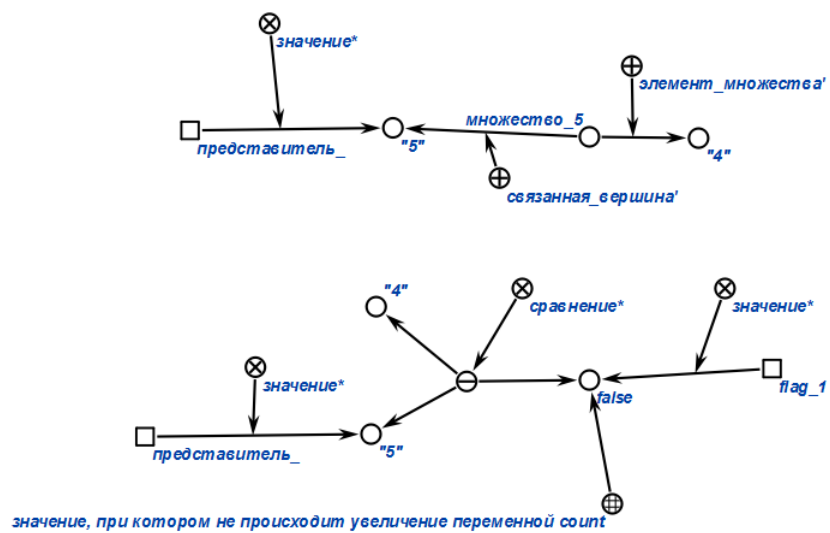 значение*
элемент_множества'
множество_5
представитель_
"5"
"4"
связанная_вершина'
"4"
сравнение*
значение*
значение*
false
flag_1
представитель_
"5"
значение, при котором не происходит увеличение переменной count